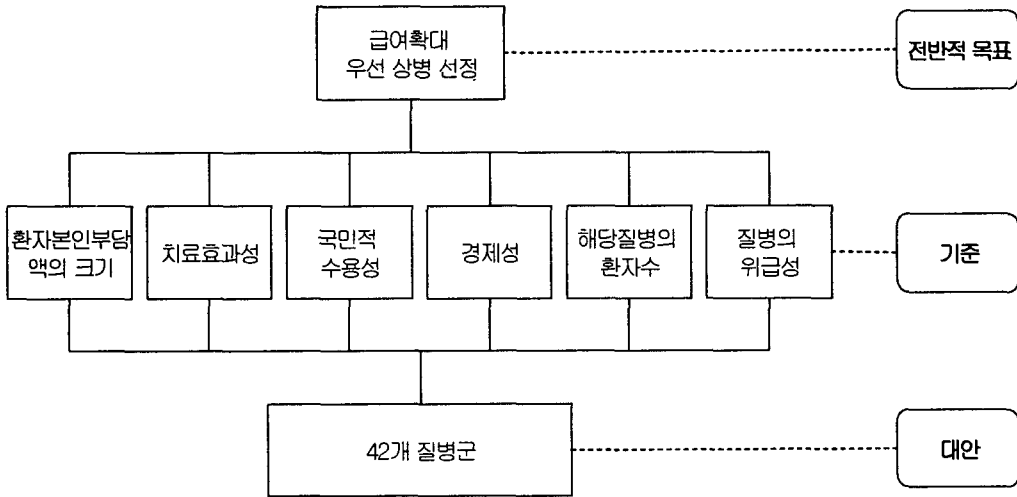 급여확대
우선 상병 선정
전반적 목표
환자본인부담
액의 크기
치료효과성
국민적
수용성
경제성
해당질병의
환자수
질병의
위급성
기준
42개 질병군
대안